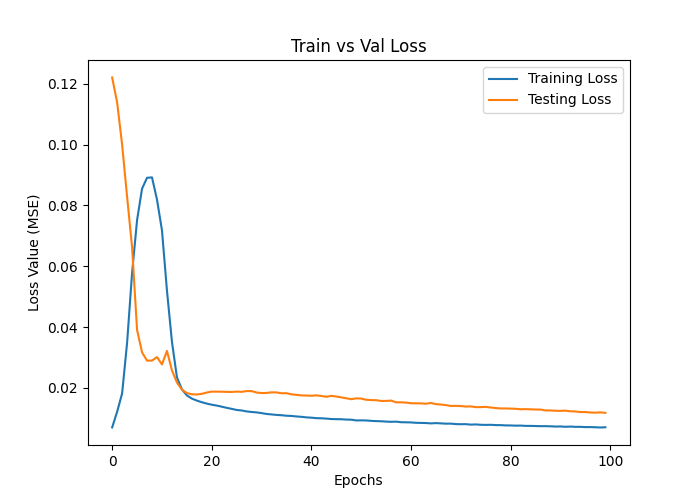 Train vs Val Loss
Training Loss
Testing Loss
Loss Value (MSE)
0.12
0.10
0.08
0.06
0.04
0.02
0 20 40 60 80 100
Epochs